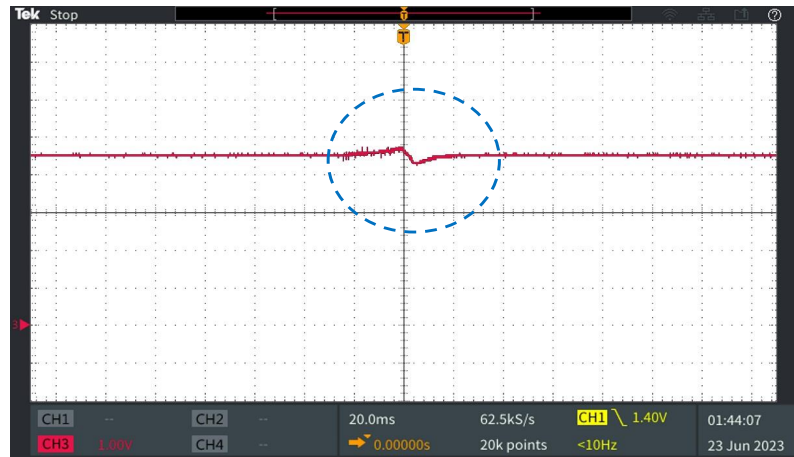 Tek Stop
T
T
3
CH1 -- CH2 -- 20.0ms 62.5kS/s CH1 1.40V 01:44:07
CH3 1.00V CH4 -- 0.00000s 20k points <10Hz 23 Jun 2023